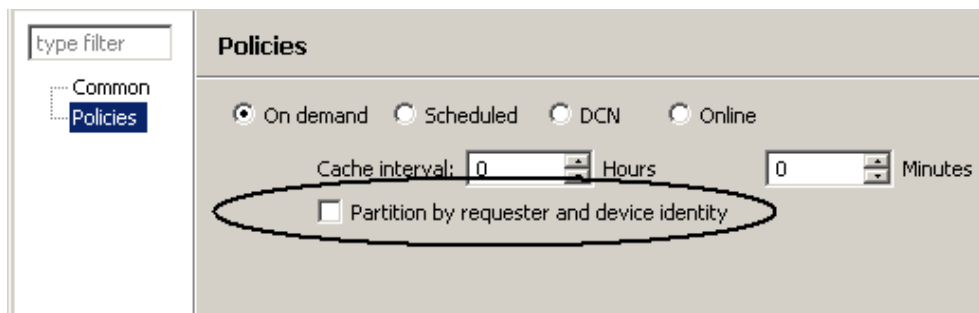 type filter
Policies
Common
Policies
On demand Scheduled DCN Online
Cache interval: 0 Hours 0 Minutes
Partition by requester and device identity